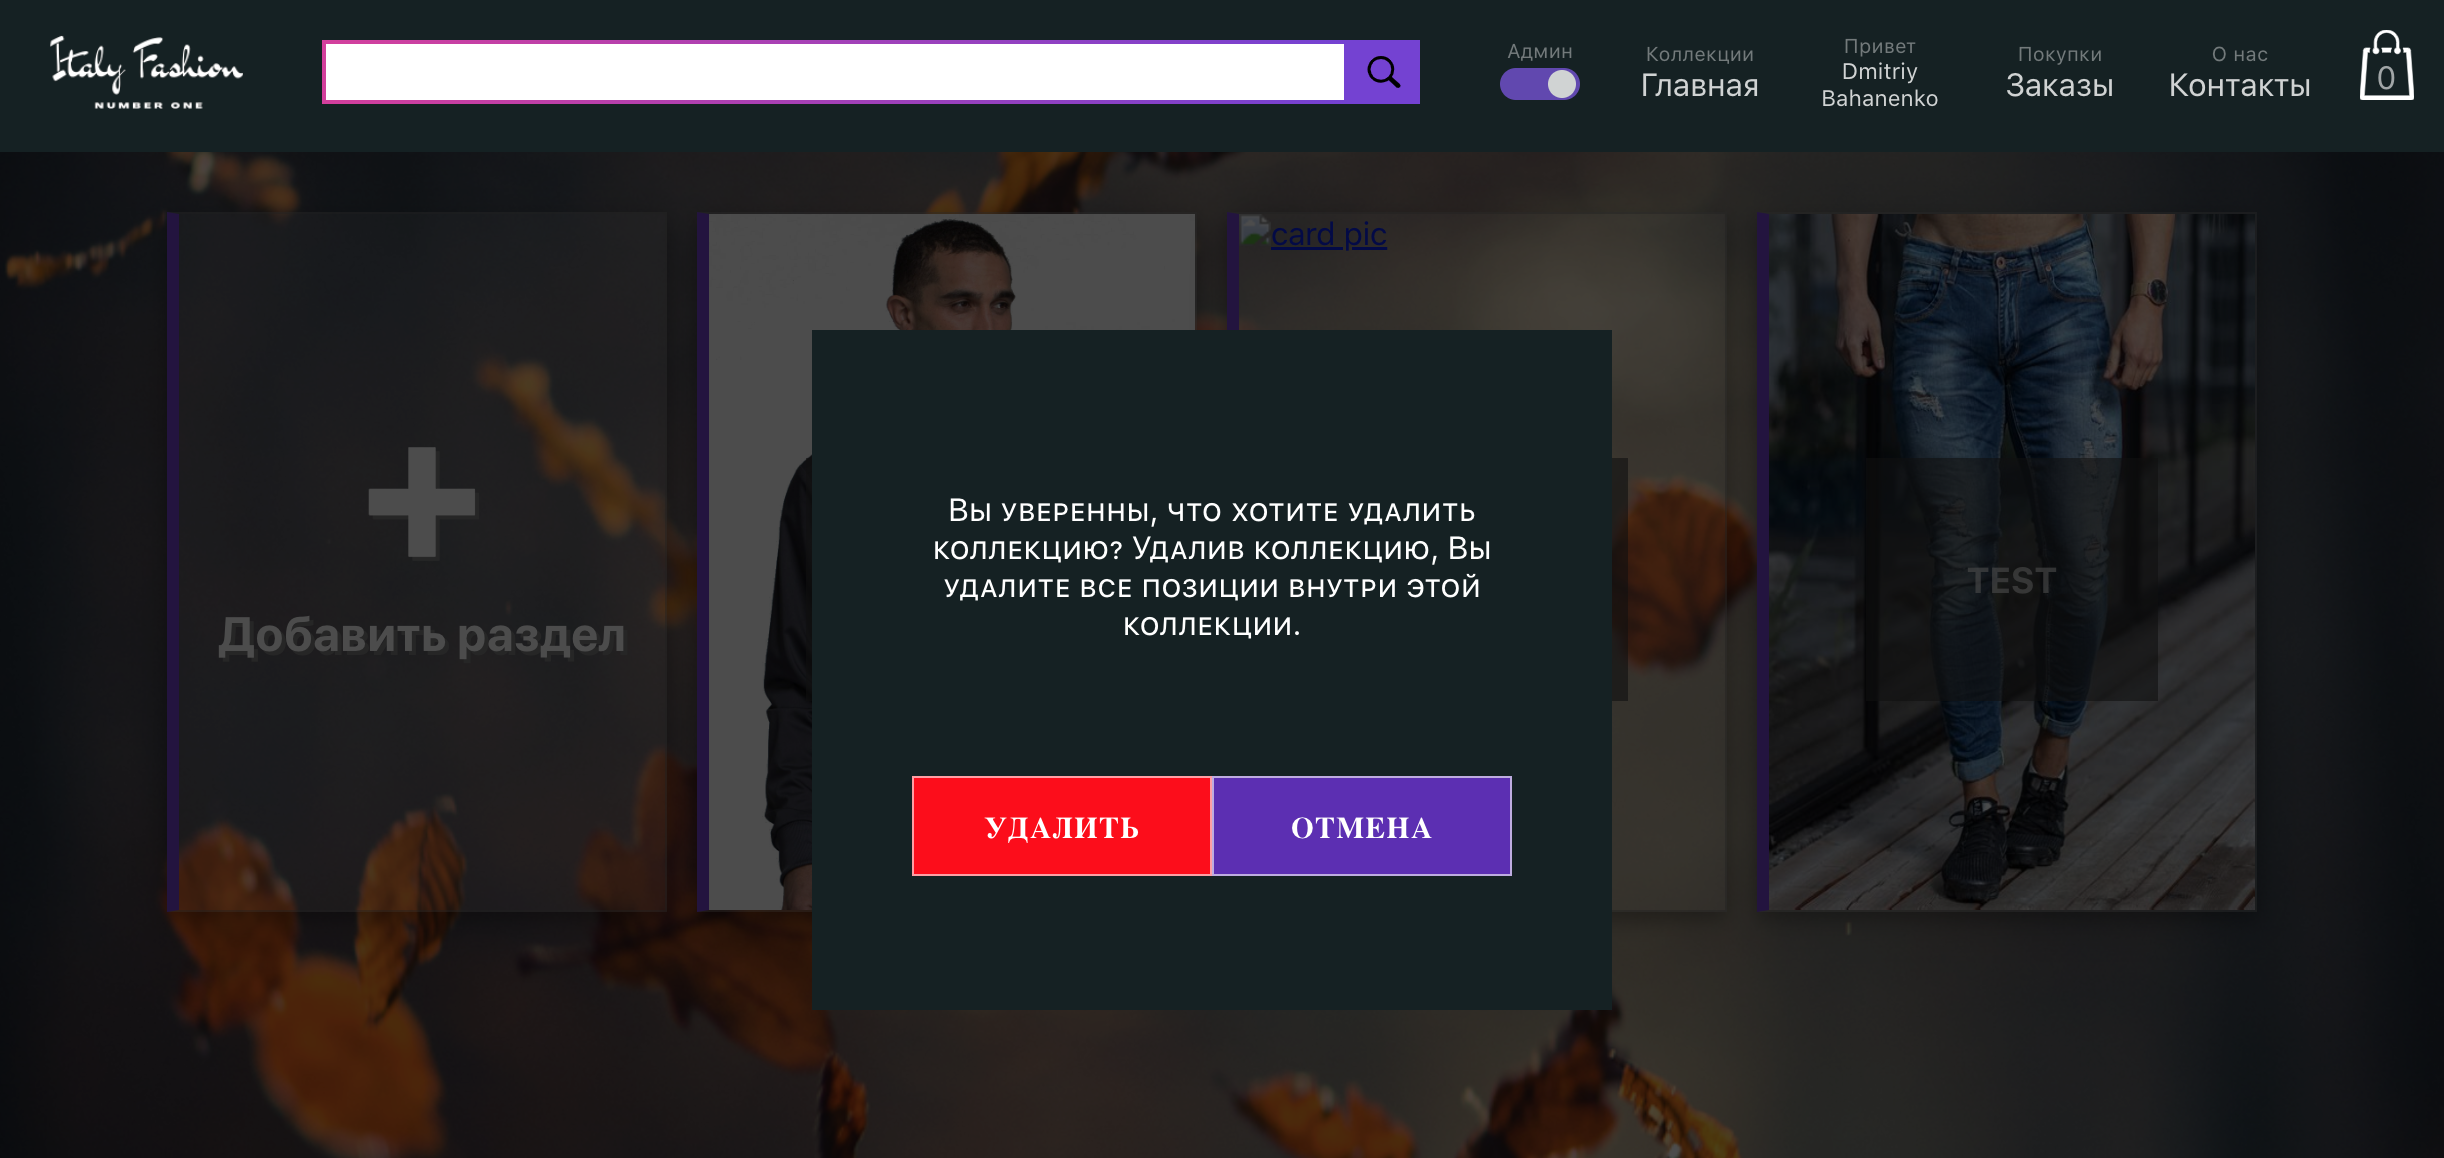 Italy Fashion
NUMBER ONE
Админ
Коллекции
Главная
Привет
Dmitriy
Bahanenko
Покупки
Заказы
О нас
Контакты
0
card pic
Добавить раздел
TEST
Вы уверенны, что хотите удалить
коллекцию? Удалив коллекцию, Вы
удалите все позиции внутри этой
коллекции.
УДАЛИТЬ
ОТМЕНА